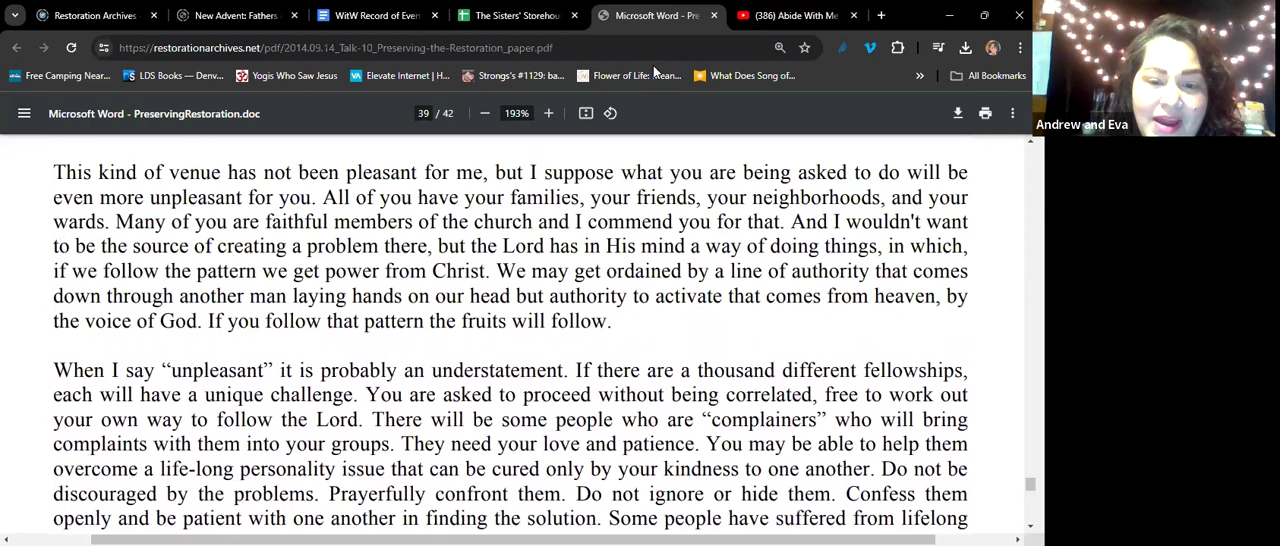 Restoration Archives -
New Advent: Fathers
WitW Record of Even
The Sisters' Storehou
Microsoft Word - Pre
(386) Abide With Me
https://restorationarchives.net/pdf/2014.09.14_Talk-10_Preserving-the-Restoration_paper.pdf
Free Camping Near...
LDS Books — Denv...
Yogis Who Saw Jesus
Elevate Internet | H...
Strongs's #1129: ba...
Flower of Life: Mean...
What Does Song of...
»
All Bookmarks
Microsoft Word - PreservingRestoration.doc
39 / 42
193%
Andrew and Eva
This kind of venue has not been pleasant for me, but I suppose what you are being asked to do will be
even more unpleasant for you. All of you have your families, your friends, your neighborhoods, and your
wards. Many of you are faithful members of the church and I commend you for that. And I wouldn't want
to be the source of creating a problem there, but the Lord has in His mind a way of doing things, in which,
if we follow the pattern we get power from Christ. We may get ordained by a line of authority that comes
down through another man laying hands on our head but authority to activate that comes from heaven, by
the voice of God. If you follow that pattern the fruits will follow.
When I say “unpleasant” it is probably an understatement. If there are a thousand different fellowships,
each will have a unique challenge. You are asked to proceed without being correlated, free to work out
your own way to follow the Lord. There will be some people who are “complainers” who will bring
complaints with them into your groups. They need your love and patience. You may be able to help them
overcome a life-long personality issue that can be cured only by your kindness to one another. Do not be
discouraged by the problems. Prayerfully confront them. Do not ignore or hide them. Confess them
openly and be patient with one another in finding the solution. Some people have suffered from lifelong